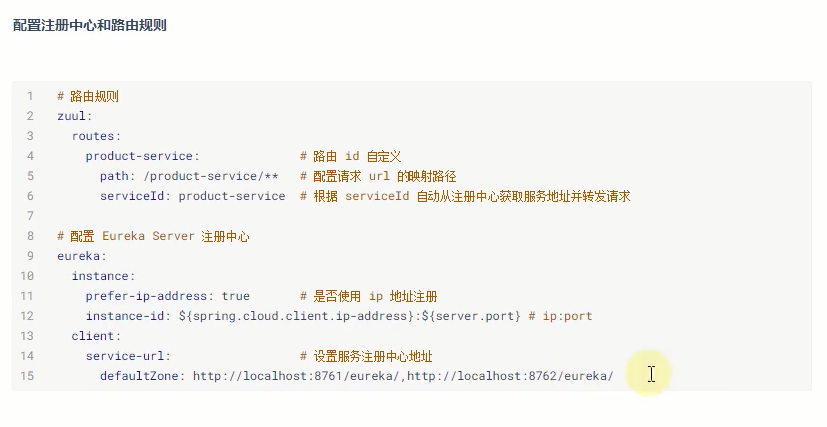 配置注册中心和路由规则
1 # 路由规则
2 zuul:
3   routes:
4     product-service:              # 路由 id 自定义
5       path: /product-service/**   # 配置请求 url 的映射路径
6       serviceId: product-service  # 根据 serviceId 自动从注册中心获取服务地址并转发请求
7
8 # 配置 Eureka Server 注册中心
9 eureka:
10   instance:
11     prefer-ip-address: true       # 是否使用 ip 地址注册
12     instance-id: ${spring.cloud.client.ip-address}:${server.port} # ip:port
13   client:
14     service-url:                  # 设置服务注册中心地址
15       defaultZone: http://localhost:8761/eureka/,http://localhost:8762/eureka/